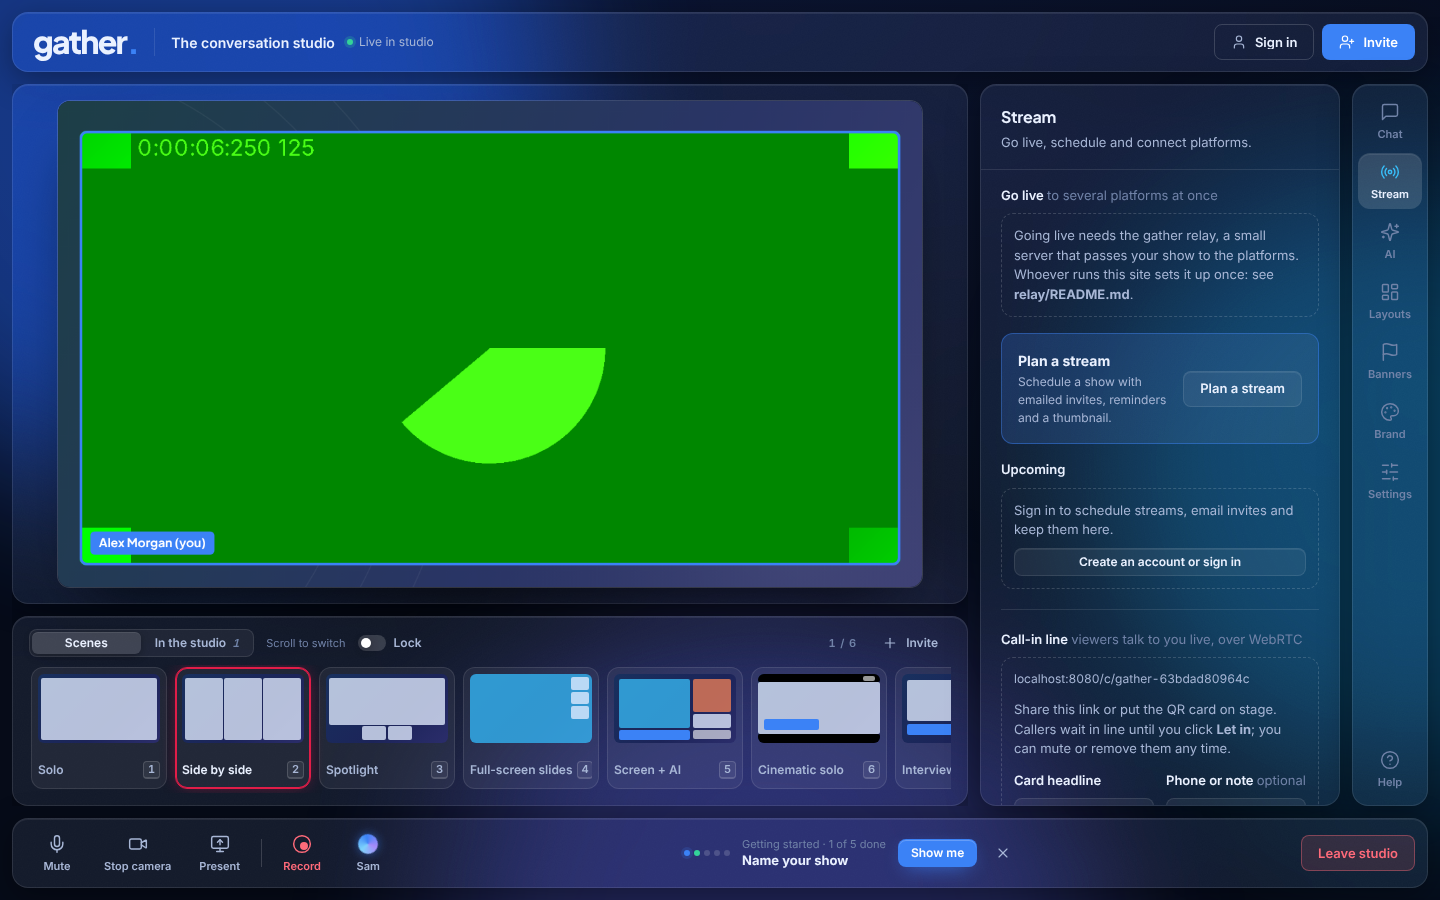 gather.
The conversation studio
Live in studio
Sign in
Invite
0:00:06:250 125
Alex Morgan (you)
Stream
Go live, schedule and connect platforms.
Go live to several platforms at once
Going live needs the gather relay, a small
server that passes your show to the platforms.
Whoever runs this site sets it up once: see
relay/README.md.
Plan a stream
Schedule a show with
emailed invites, reminders
and a thumbnail.
Plan a stream
Upcoming
Sign in to schedule streams, email invites and
keep them here.
Create an account or sign in
Call-in line viewers talk to you live, over WebRTC
localhost:8080/c/gather-63bdad80964c
Share this link or put the QR card on stage.
Callers wait in line until you click Let in; you
can mute or remove them any time.
Card headline
Phone or note optional
Chat
Stream
AI
Layouts
Banners
Brand
Settings
Help
Scenes
In the studio 1
Scroll to switch
Lock
1 / 6
Invite
Solo 1
Side by side 2
Spotlight 3
Full-screen slides 4
Screen + AI 5
Cinematic solo 6
Interview
Mute
Stop camera
Present
Record
Sam
Getting started · 1 of 5 done
Name your show
Show me
Leave studio